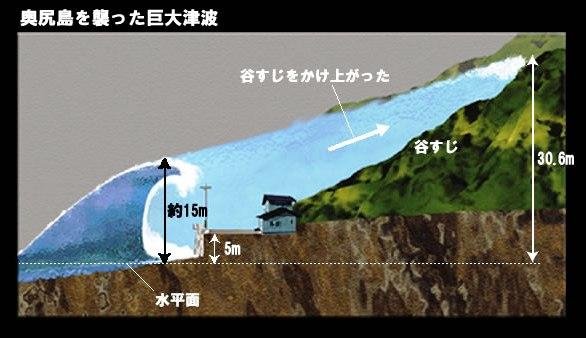 奥尻島を襲った巨大津波
谷すじをかけ上がった
谷すじ
30.6m
約15m
5m
水平面